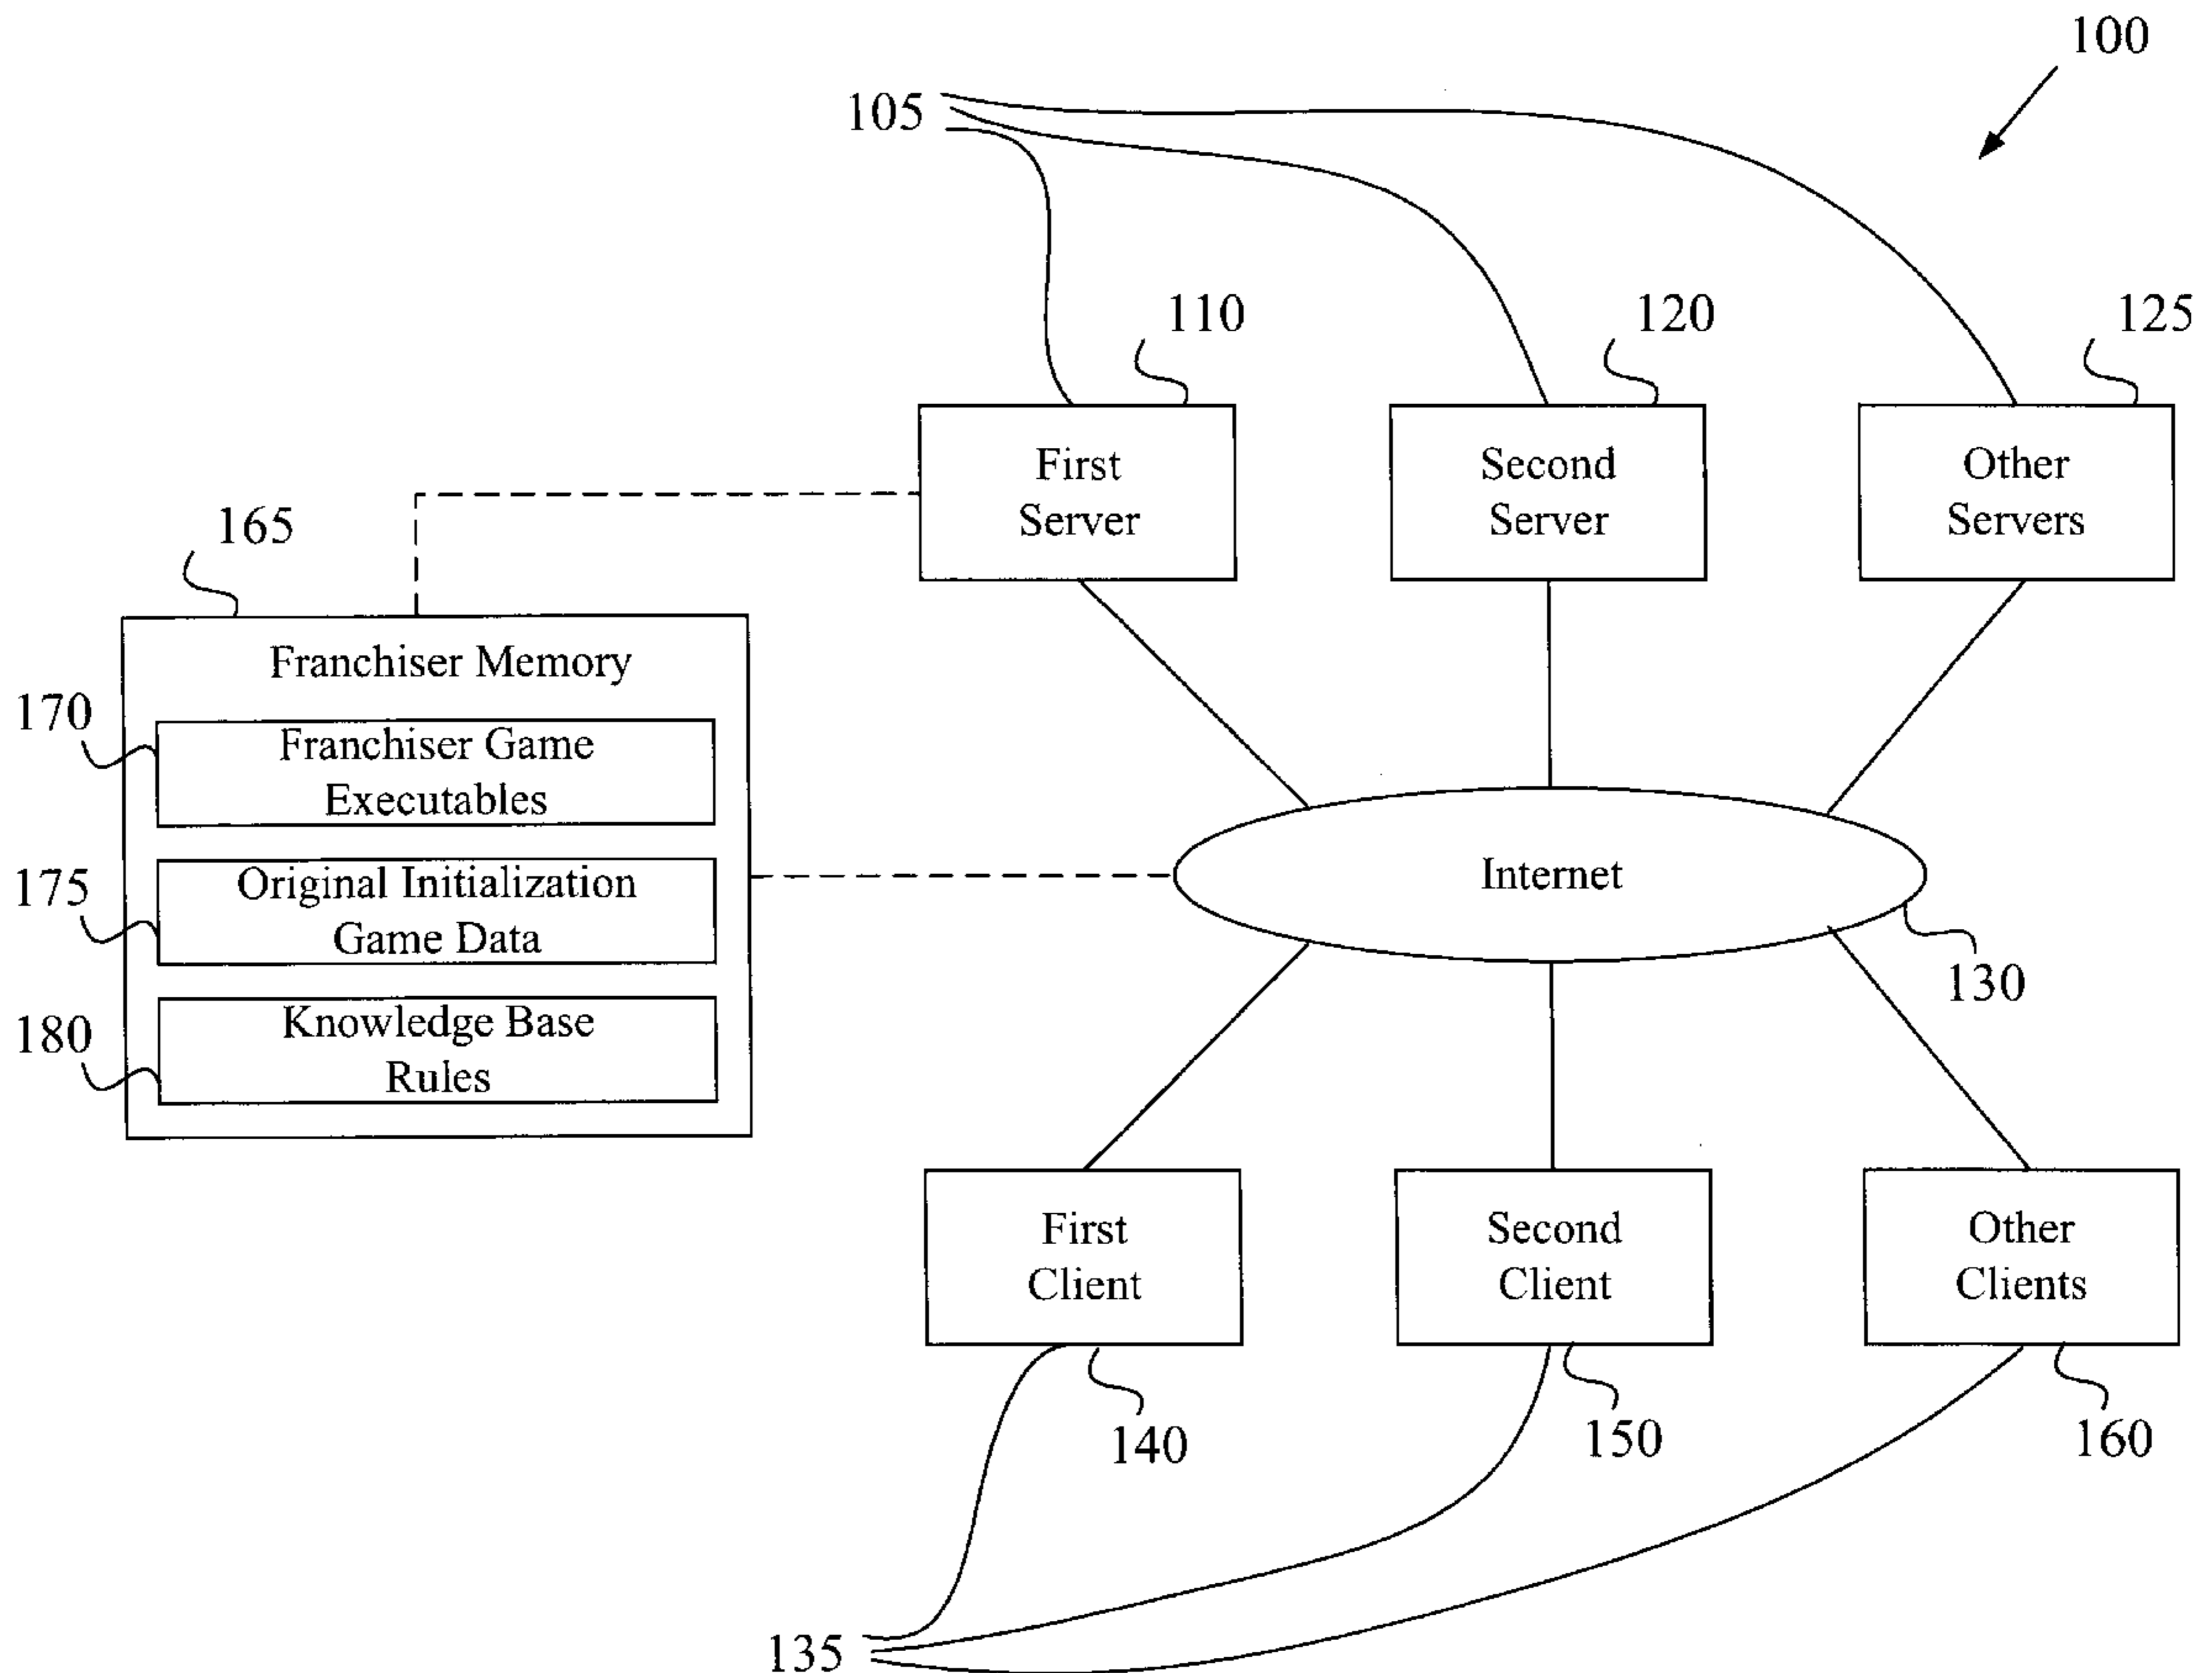 100
105
110
120
125
First
Server
Second
Server
Other
Servers
165
Franchiser Memory
170
Franchiser Game
Executables
175
Original Initialization
Game Data
180
Knowledge Base
Rules
Internet
130
First
Client
Second
Client
Other
Clients
140
150
160
135